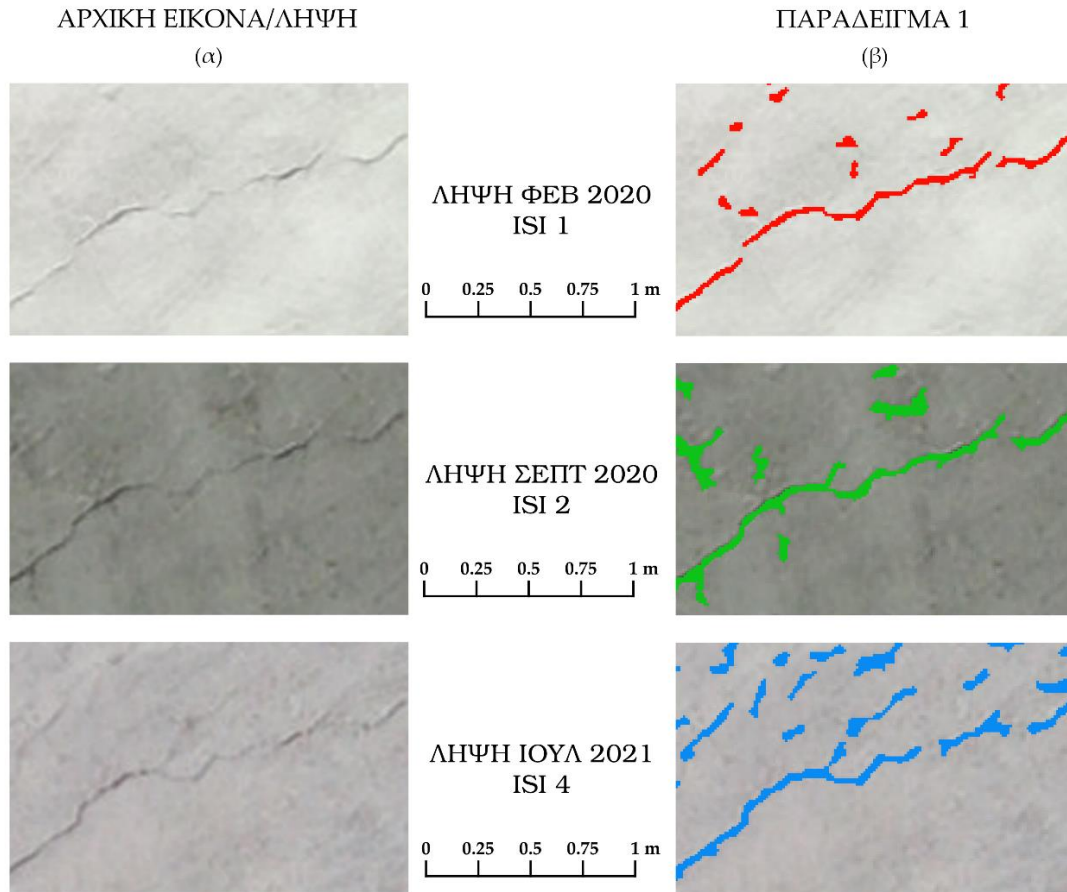 ΑΡΧΙΚΗ ΕΙΚΟΝΑ/ΛΗΨΗ
(α)
ΠΑΡΑΔΕΙΓΜΑ 1
(β)
ΛΗΨΗ ΦΕΒ 2020
ISI 1
0 0.25 0.5 0.75 1 m
ΛΗΨΗ ΣΕΠΤ 2020
ISI 2
0 0.25 0.5 0.75 1 m
ΛΗΨΗ ΙΟΥΛ 2021
ISI 4
0 0.25 0.5 0.75 1 m